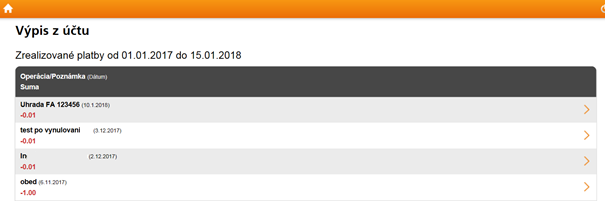 Výpis z účtu
Zrealizované platby od 01.01.2017 do 15.01.2018
Operácia/Poznámka (Dátum)
Suma
Uhrada FA 123456 (10.1.2018)
-0.01
test po vynulovani (3.12.2017)
-0.01
In (2.12.2017)
-0.01
obed (6.11.2017)
-1.00